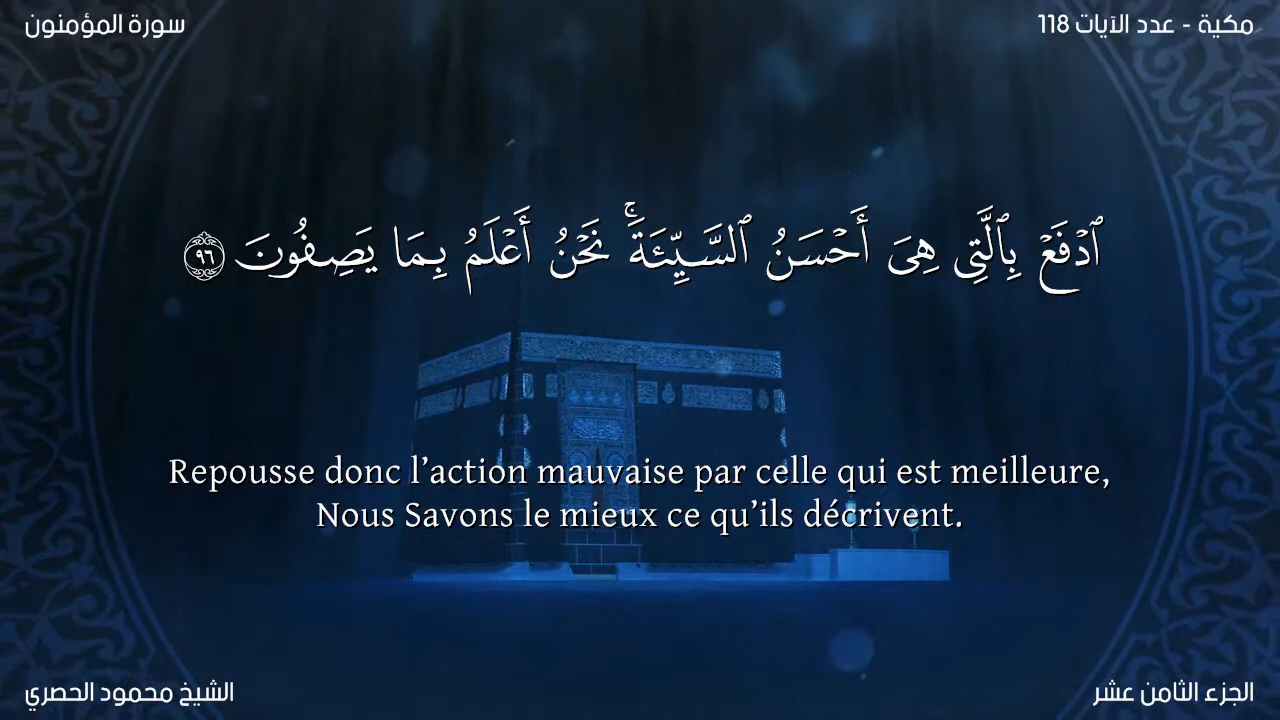 سورة المؤمنون
مكية - عدد الآيات 118
ٱدۡفَعۡ بِٱلَّتِي هِيَ أَحۡسَنُ ٱلسَّيِّئَةَۚ نَحۡنُ أَعۡلَمُ بِمَا يَصِفُونَ ٩٦
Repousse donc l’action mauvaise par celle qui est meilleure,
Nous Savons le mieux ce qu’ils décrivent.
الشيخ محمود الحصري
الجزء الثامن عشر